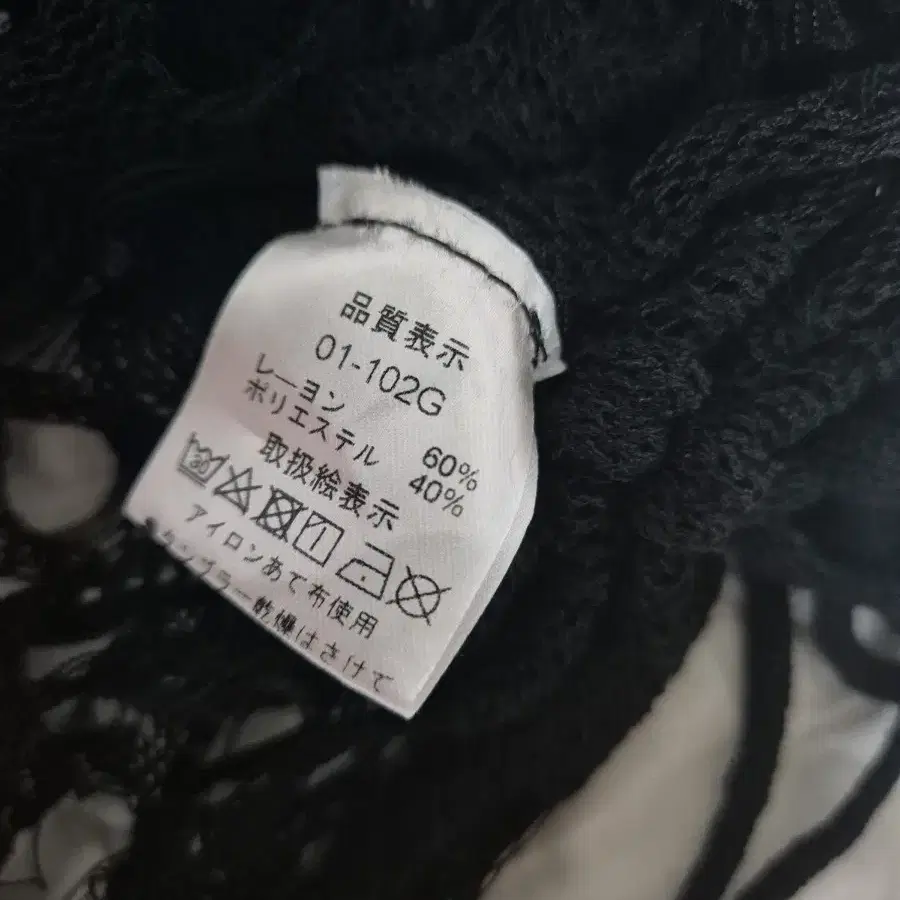 品質表示
01-102G
レーヨン 60%
ポリエステル 40%
取扱絵表示
30
アイロンあて布使用
タンブラー乾燥はさけて